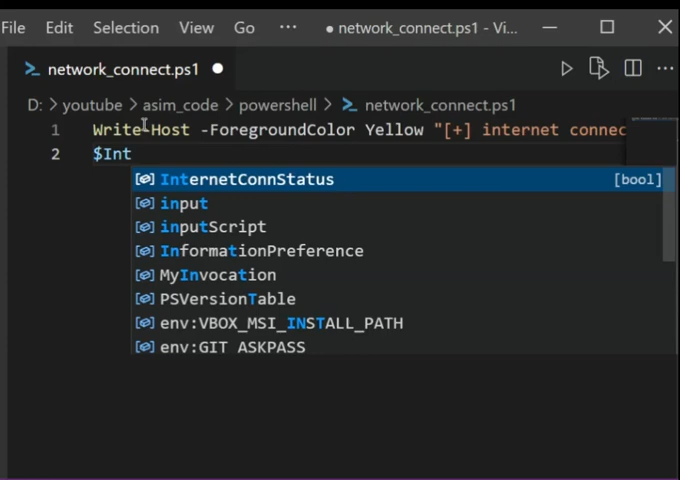 File Edit Selection View Go ··· ● network_connect.ps1 - Vi...
network_connect.ps1 ●
D: > youtube > asim_code > powershell > network_connect.ps1
1 Write-Host -ForegroundColor Yellow "[+] internet connec
2 $Int
InternetConnStatus [bool]
input
inputScript
InformationPreference
MyInvocation
PSVersionTable
env:VBOX_MSI_INSTALL_PATH
env:GIT_ASKPASS